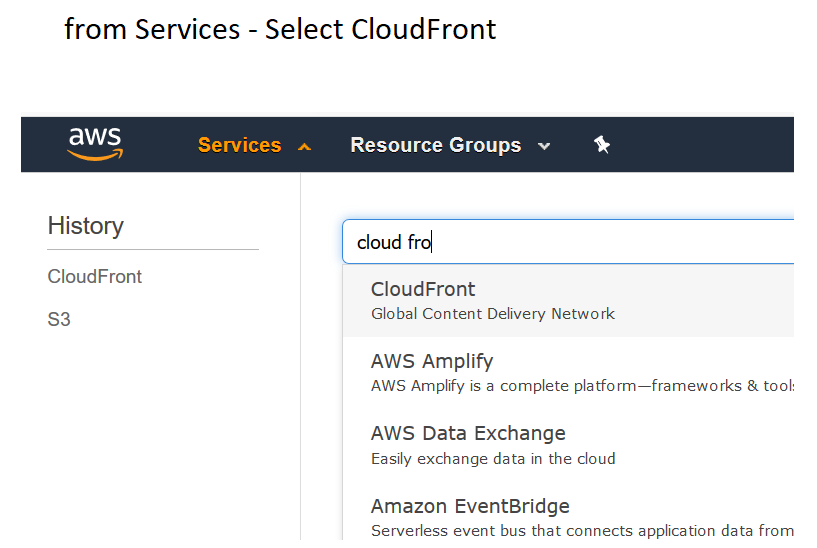 from Services - Select CloudFront
aws
Services
Resource Groups
History
CloudFront
S3
cloud fro
CloudFront
Global Content Delivery Network
AWS Amplify
AWS Amplify is a complete platform—frameworks & tools
AWS Data Exchange
Easily exchange data in the cloud
Amazon EventBridge
Serverless event bus that connects application data from